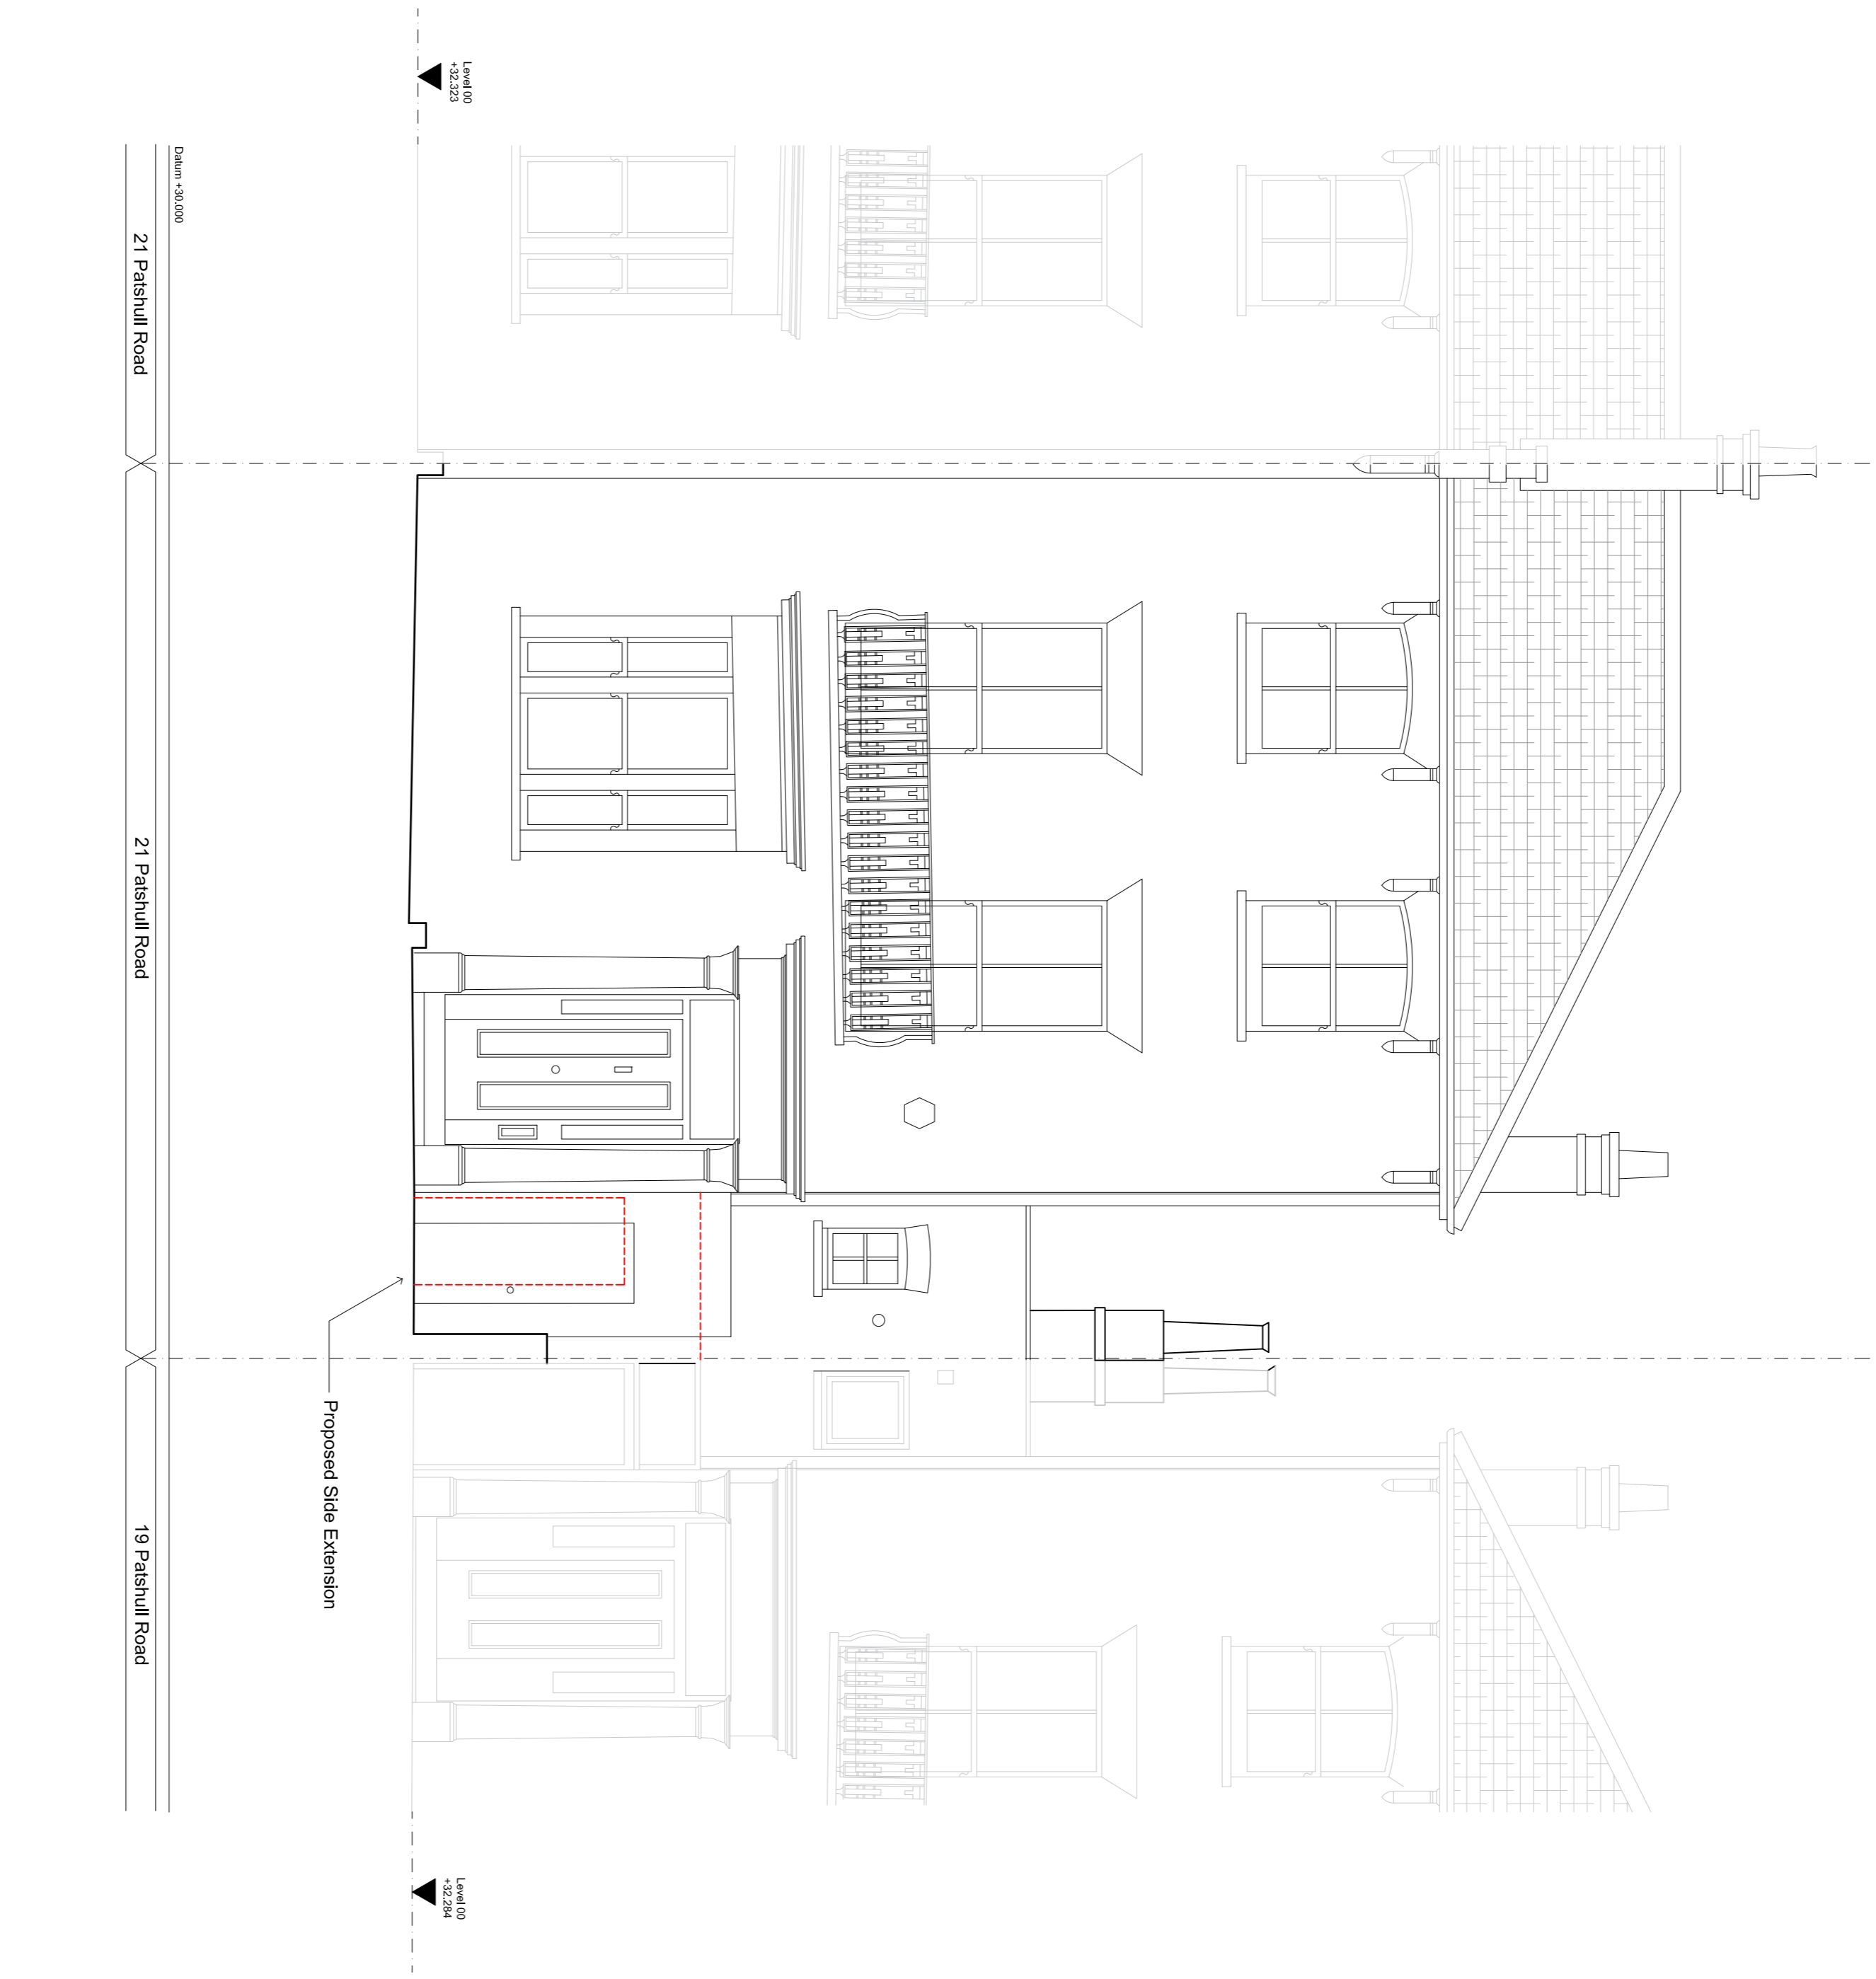 Level 00
+32.323
Datum +30.000
21 Patshull Road
21 Patshull Road
Proposed Side Extension
19 Patshull Road
Level 00
+32.284